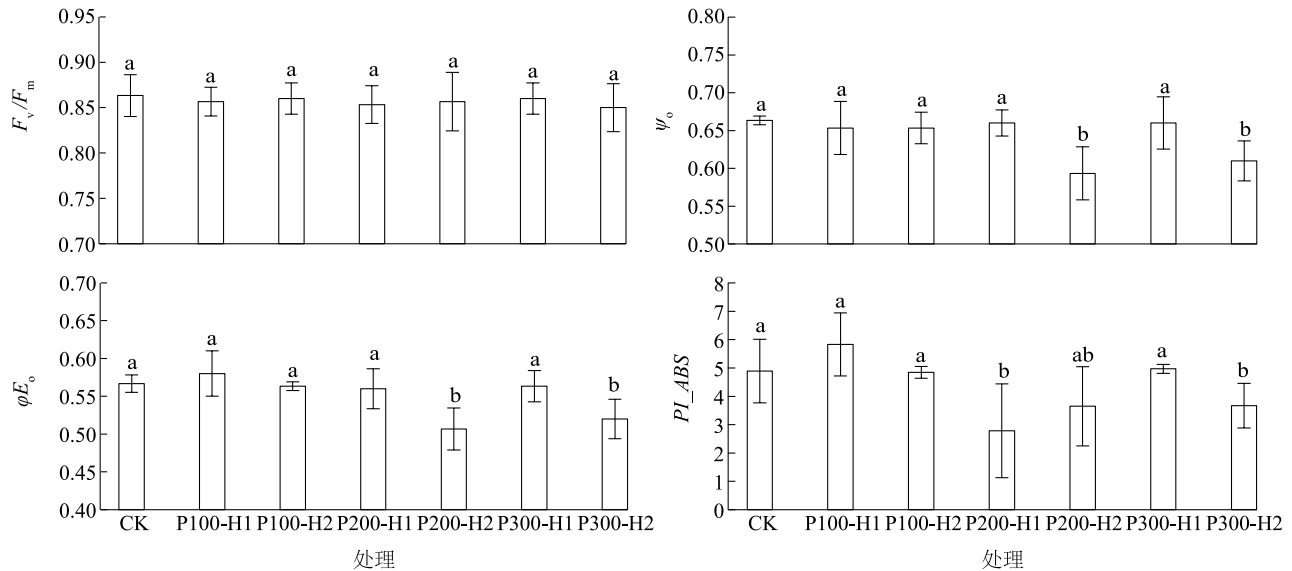 0.95
0.90
0.85
0.80
0.75
0.70
Fv/Fm
a a a a a a a
0.80
0.75
0.70
0.65
0.60
0.55
0.50
ψo
a a a a b a b
0.70
0.65
0.60
0.55
0.50
0.45
0.40
φEo
a a a a b a b
CK P100-H1 P100-H2 P200-H1 P200-H2 P300-H1 P300-H2
处理
8
7
6
5
4
3
2
1
0
PI_ABS
a a a b ab a b
CK P100-H1 P100-H2 P200-H1 P200-H2 P300-H1 P300-H2
处理